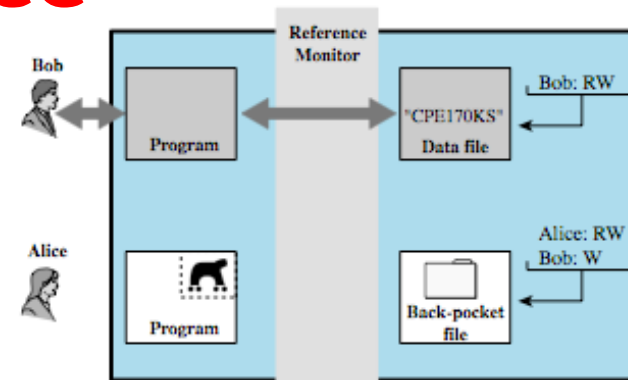 Reference
Monitor
Bob
Program
"CPE170KS"
Data file
Bob: RW
Alice
Program
Back-pocket
file
Alice: RW
Bob: W